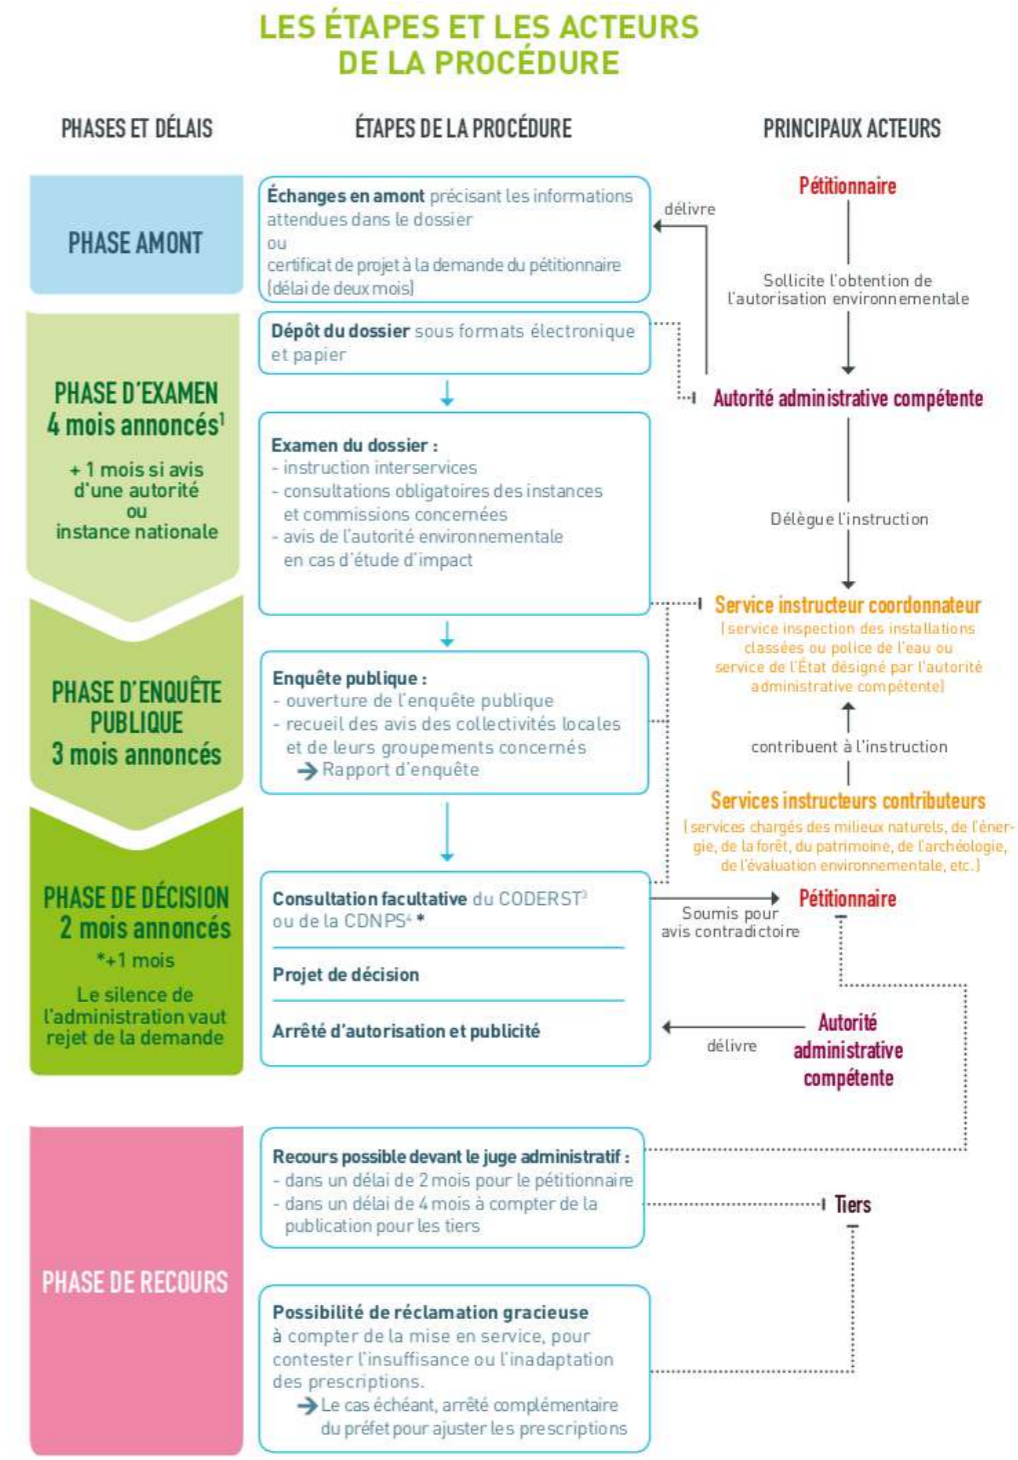 LES ÉTAPES ET LES ACTEURS
DE LA PROCÉDURE
PHASES ET DÉLAIS
ÉTAPES DE LA PROCÉDURE
PRINCIPAUX ACTEURS
PHASE AMONT
Échanges en amont précisant les informations
attendues dans le dossier
ou
certificat de projet à la demande du pétitionnaire
(délai de deux mois)
délivre
Pétitionnaire
Sollicite l'obtention de
l'autorisation environnementale
Dépôt du dossier sous formats électronique
et papier
Autorité administrative compétente
PHASE D'EXAMEN
4 mois annoncés¹
+ 1 mois si avis
d'une autorité
ou
instance nationale
Examen du dossier :
- instruction interservices
- consultations obligatoires des instances
et commissions concernées
- avis de l'autorité environnementale
en cas d'étude d'impact
Délègue l'instruction
Service instructeur coordonnateur
(service inspection des installations
classées ou police de l'eau ou
service de l'État désigné par l'autorité
administrative compétente)
PHASE D'ENQUÊTE
PUBLIQUE
3 mois annoncés
Enquête publique :
- ouverture de l'enquête publique
- recueil des avis des collectivités locales
et de leurs groupements concernés
→ Rapport d'enquête
contribuent à l'instruction
Services instructeurs contributeurs
(services chargés des milieux naturels, de l'éner-
gie, de la forêt, du patrimoine, de l'archéologie,
de l'évaluation environnementale, etc.)
PHASE DE DÉCISION
2 mois annoncés
*+1 mois
Le silence de
l'administration vaut
rejet de la demande
Consultation facultative du CODERST³
ou de la CDNPS⁴ *
Projet de décision
Arrêté d'autorisation et publicité
Soumis pour
avis contradictoire
Pétitionnaire
délivre
Autorité
administrative
compétente
PHASE DE RECOURS
Recours possible devant le juge administratif :
- dans un délai de 2 mois pour le pétitionnaire
- dans un délai de 4 mois à compter de la
publication pour les tiers
Tiers
Possibilité de réclamation gracieuse
à compter de la mise en service, pour
contester l'insuffisance ou l'inadaptation
des prescriptions.
→ Le cas échéant, arrêté complémentaire
du préfet pour ajuster les prescriptions